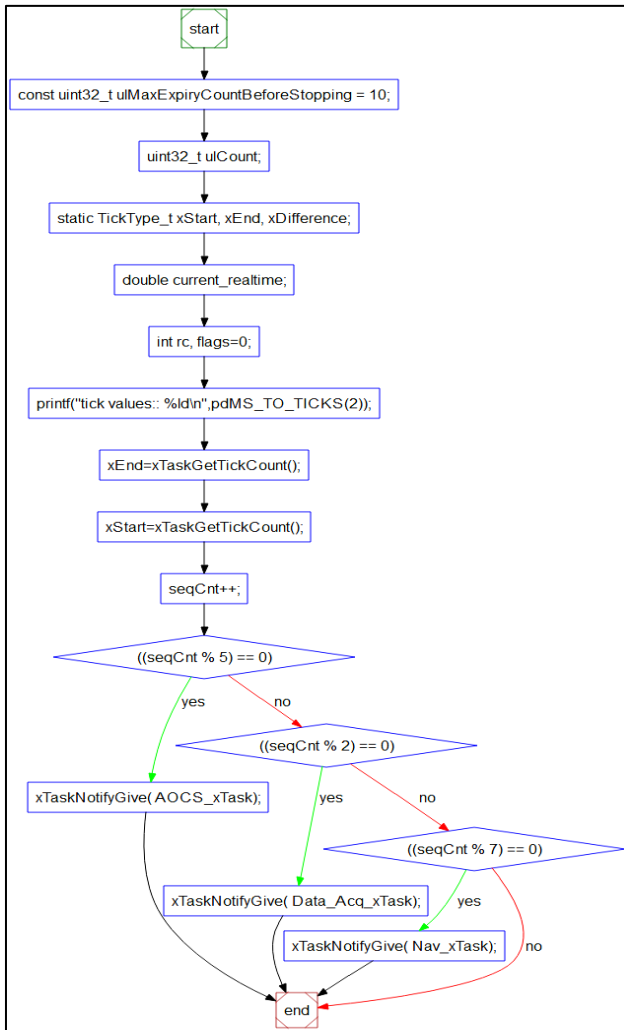 start
const uint32_t ulMaxExpiryCountBeforeStopping = 10;
uint32_t ulCount;
static TickType_t xStart, xEnd, xDifference;
double current_realtime;
int rc, flags=0;
printf("tick values:: %ld\n",pdMS_TO_TICKS(2));
xEnd=xTaskGetTickCount();
xStart=xTaskGetTickCount();
seqCnt++;
((seqCnt % 5) == 0)
yes
no
((seqCnt % 2) == 0)
xTaskNotifyGive( AOCS_xTask);
yes
no
((seqCnt % 7) == 0)
xTaskNotifyGive( Data_Acq_xTask);
yes
xTaskNotifyGive( Nav_xTask);
no
end